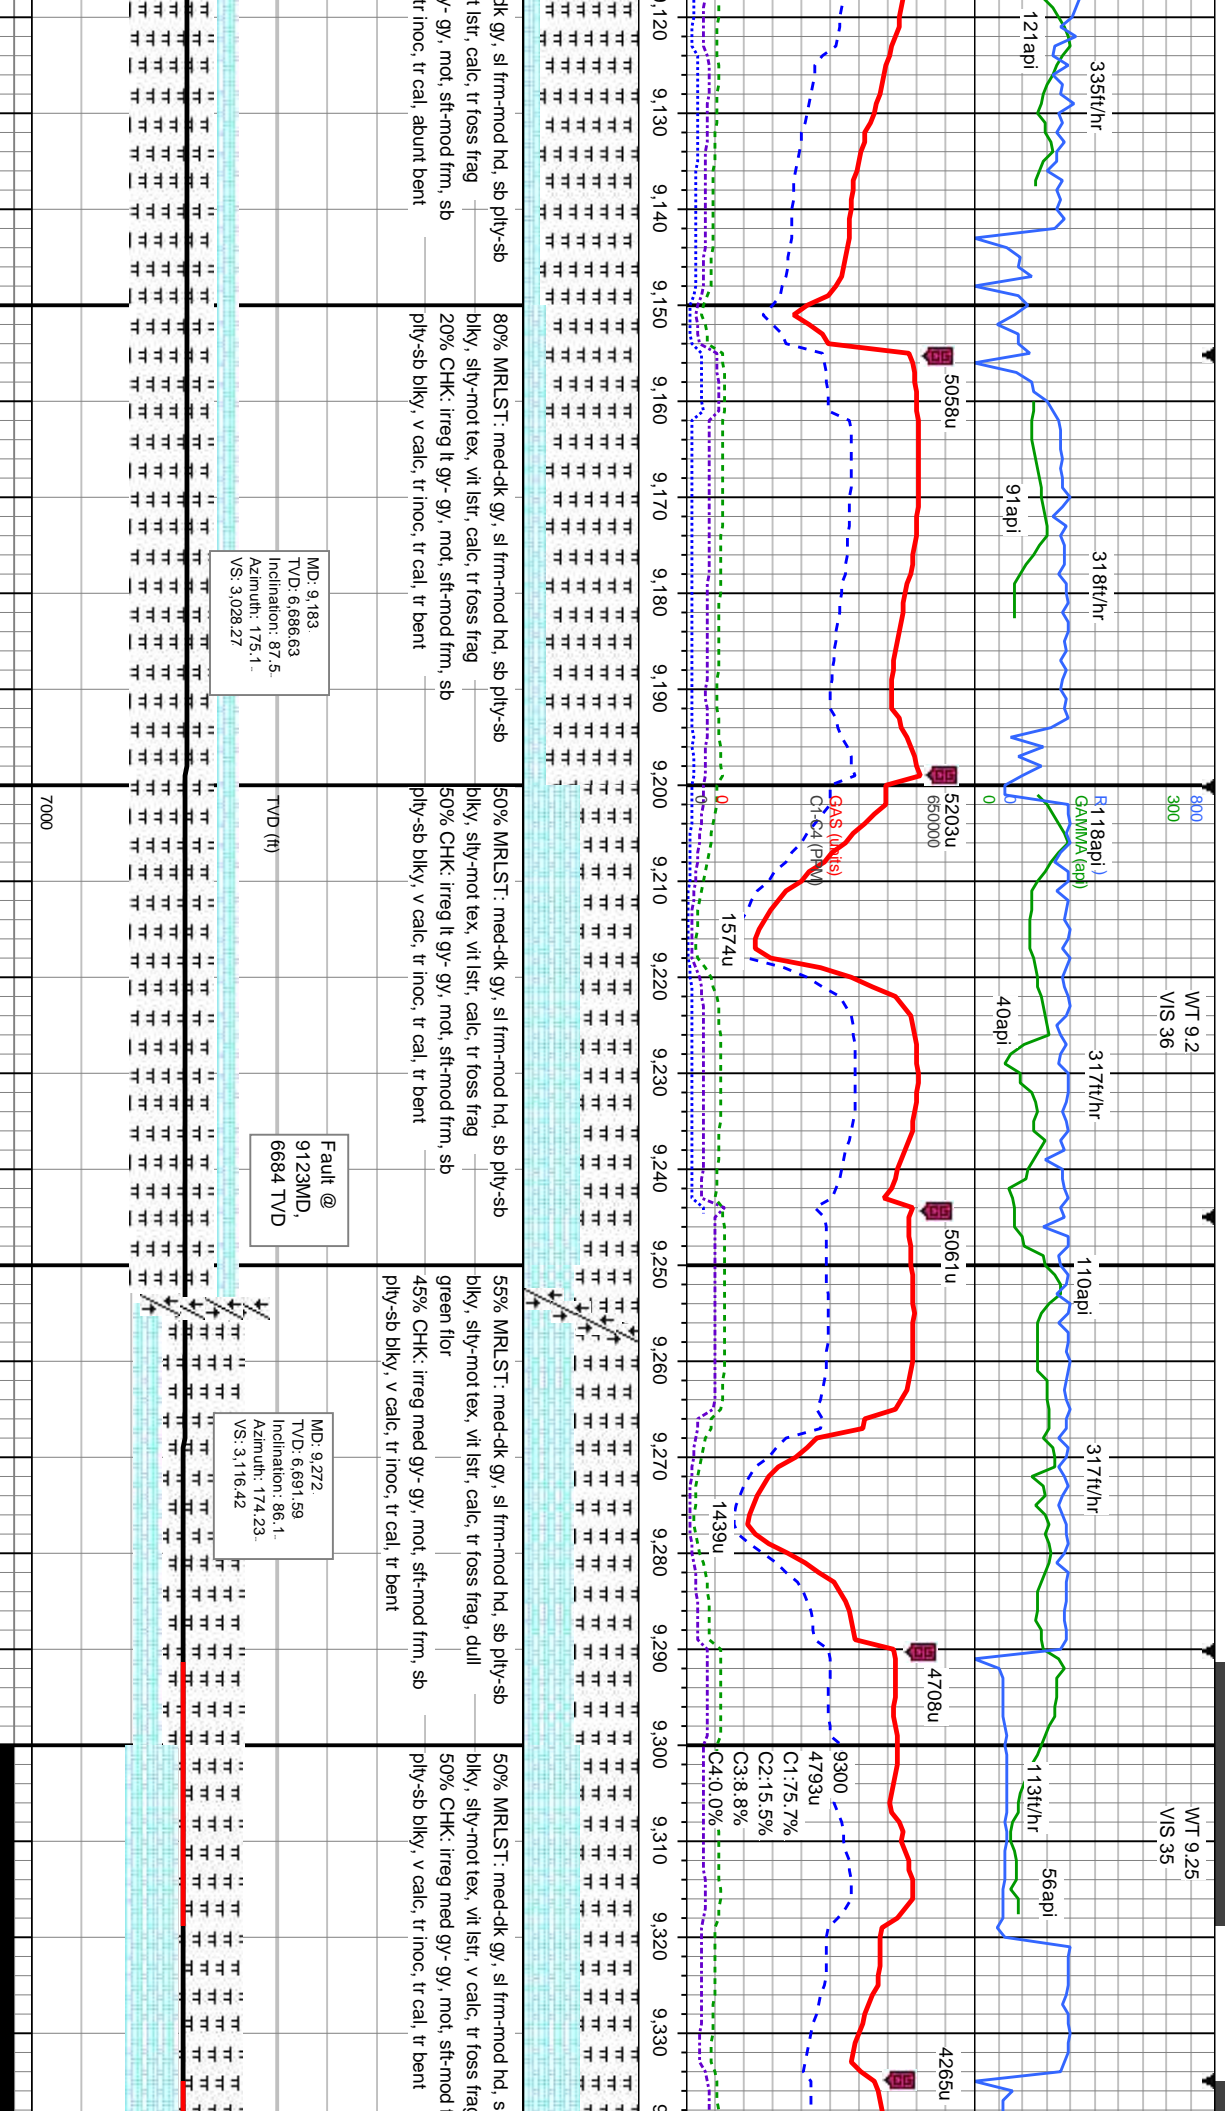 121api
335ft/hr
91api
318ft/hr
800
300
R
)
118api
GAMMA (api)
0
0
WT 9.2
VIS 36
40api
317ft/hr
110api
317ft/hr
113ft/hr
WT 9.25
VIS 35
56api
5058u
5203u
650000
GAS (units)
C1-C4 (PPM)
0
0
1574u
5061u
1439u
4708u
9300
4793u
C1:75.7%
C2:15.5%
C3:8.8%
C4:0.0%
4265u
9,120
9,130
9,140
9,150
9,160
9,170
9,180
9,190
9,200
9,210
9,220
9,230
9,240
9,250
9,260
9,270
9,280
9,290
9,300
9,310
9,320
9,330
dk gy, sl frm-mod hd, sb plty-sb
t lstr, calc, tr foss frag
y- gy, mot, sft-mod frm, sb
tr inoc, tr cal, abunt bent
80% MRLST: med-dk gy, sl frm-mod hd, sb plty-sb
blky, slty-mot tex, vit lstr, calc, tr foss frag
20% CHK: irreg lt gy- gy, mot, sft-mod frm, sb
plty-sb blky, v calc, tr inoc, tr cal, tr bent
50% MRLST: med-dk gy, sl frm-mod hd, sb plty-sb
blky, slty-mot tex, vit lstr, calc, tr foss frag
50% CHK: irreg lt gy- gy, mot, sft-mod frm, sb
plty-sb blky, v calc, tr inoc, tr cal, tr bent
55% MRLST: med-dk gy, sl frm-mod hd, sb plty-sb
blky, slty-mot tex, vit lstr, calc, tr foss frag, dull
green flor
45% CHK: irreg med gy- gy, mot, sft-mod frm, sb
plty-sb blky, v calc, tr inoc, tr cal, tr bent
50% MRLST: med-dk gy, sl frm-mod hd, s
blky, slty-mot tex, vit lstr, v calc, tr foss frag
50% CHK: irreg med gy- gy, mot, sft-mod f
plty-sb blky, v calc, tr inoc, tr cal, tr bent
MD: 9,183
TVD: 6,686.63
Inclination: 87.5
Azimuth: 175.1
VS: 3,028.27
TVD (ft)
7000
Fault @
9123MD,
6684 TVD
MD: 9,272
TVD: 6,691.59
Inclination: 86.1
Azimuth: 174.23
VS: 3,116.42